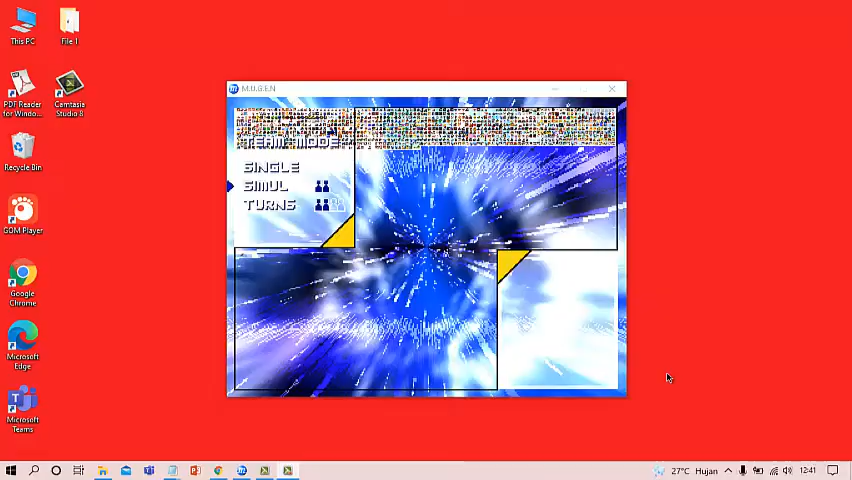 This PC
File 1
PDF Reader
for Windo...
Camtasia
Studio 8
Recycle Bin
GOM Player
Google
Chrome
Microsoft
Edge
Microsoft
Teams
M.U.G.E.N
TEAM MODE
SINGLE
SIMUL
TURNS
27°C Hujan
12:41